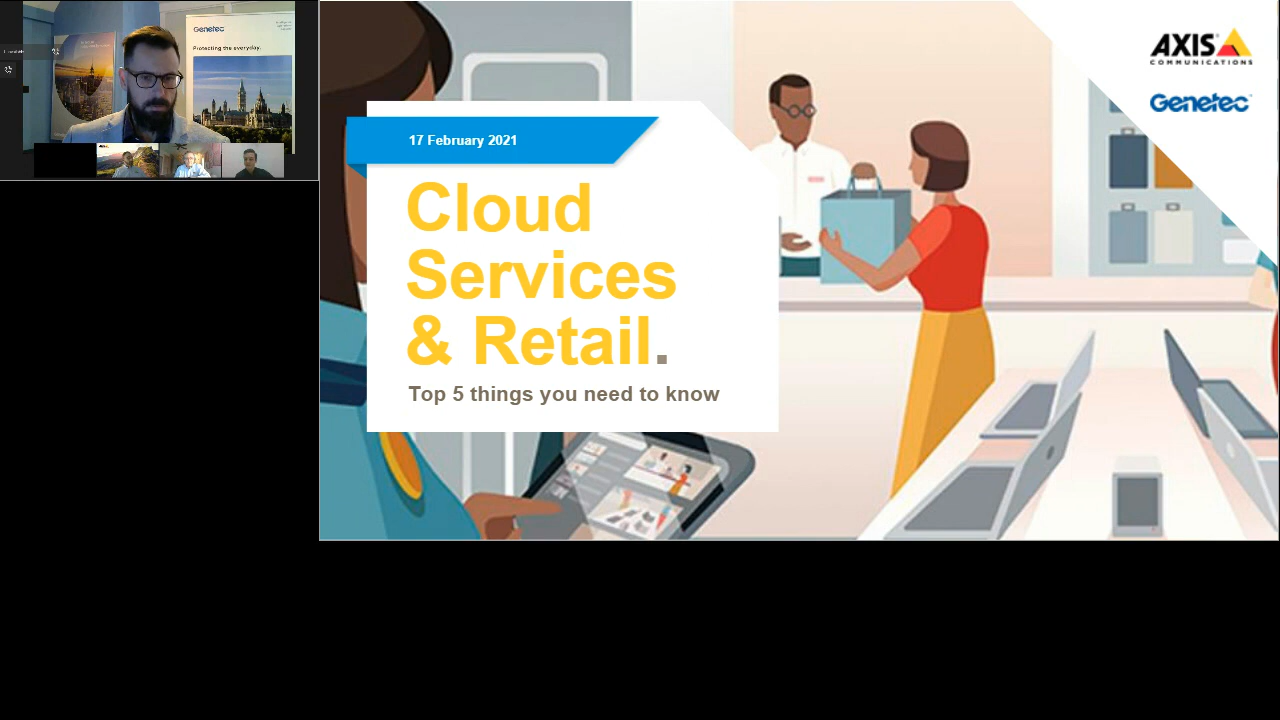 Genetec
Protecting the everyday.
AXIS
COMMUNICATIONS
Genetec
17 February 2021
Cloud
Services
& Retail.
Top 5 things you need to know